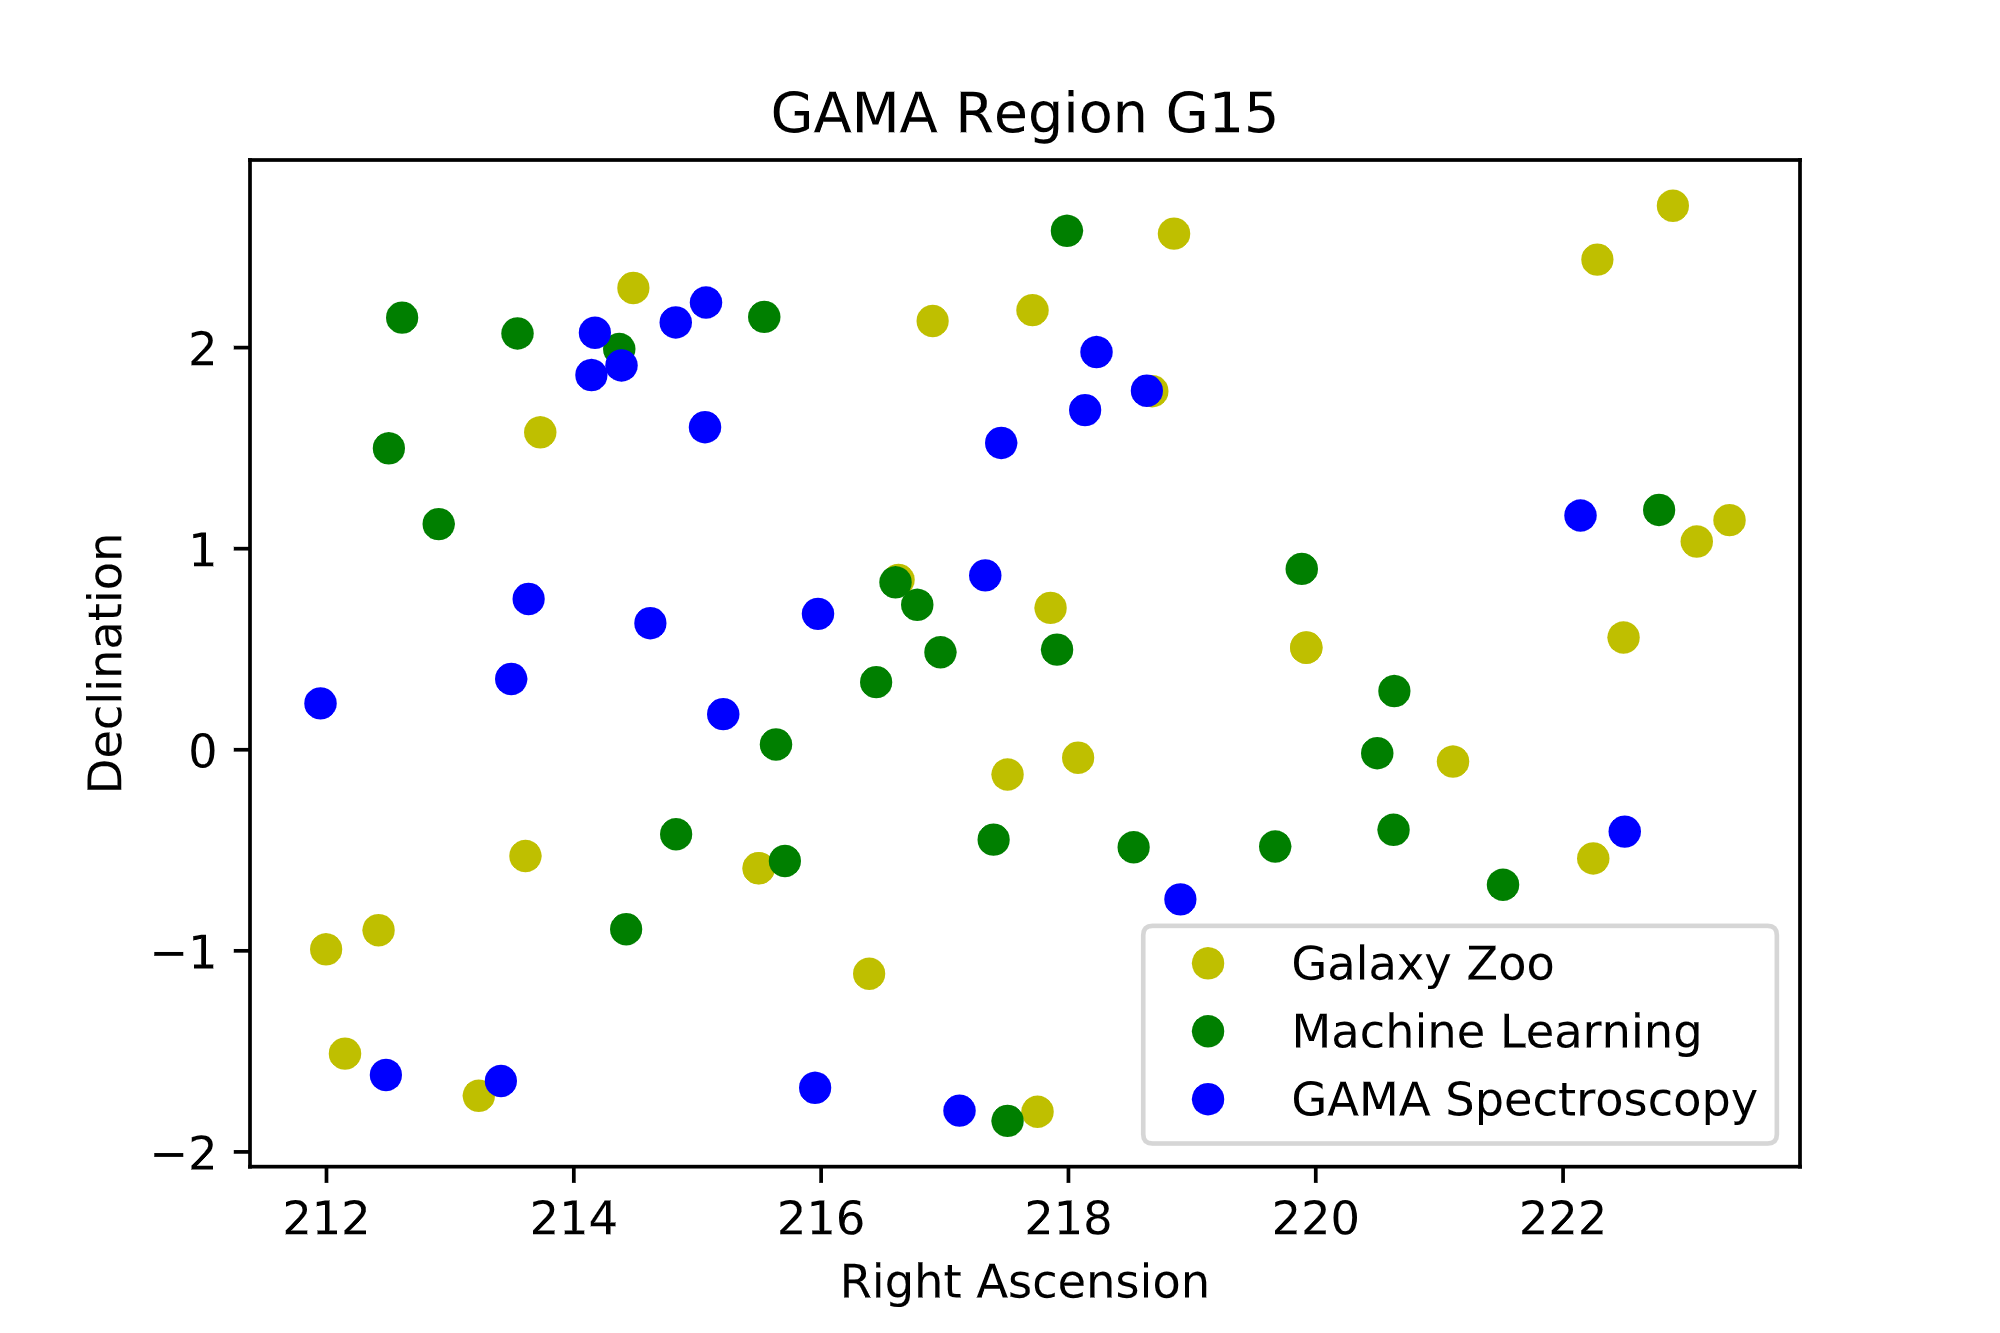 GAMA Region G15
Declination
2
1
0
−1
−2
Galaxy Zoo
Machine Learning
GAMA Spectroscopy
212 214 216 218 220 222
Right Ascension